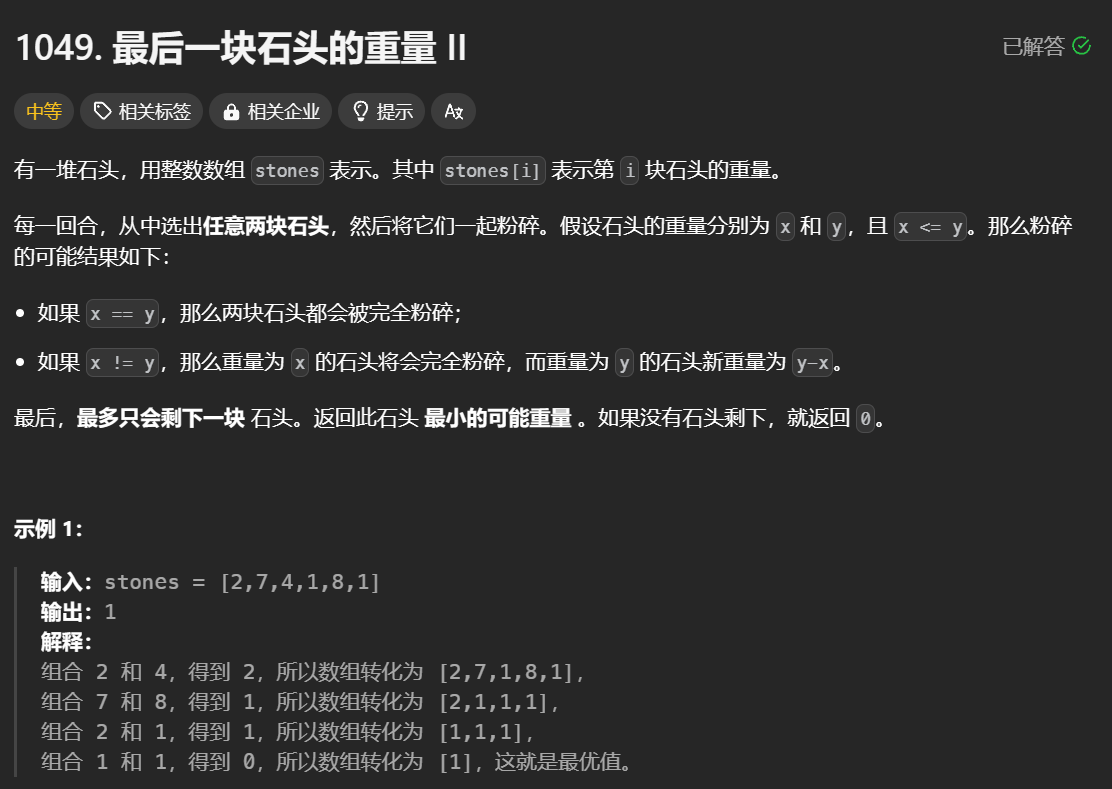 1049. 最后一块石头的重量 II
已解答
中等 相关标签 相关企业 提示 Ax
有一堆石头，用整数数组 stones 表示。其中 stones[i] 表示第 i 块石头的重量。
每一回合，从中选出任意两块石头，然后将它们一起粉碎。假设石头的重量分别为 x 和 y，且 x <= y。那么粉碎
的可能结果如下：
• 如果 x == y，那么两块石头都会被完全粉碎；
• 如果 x != y，那么重量为 x 的石头将会完全粉碎，而重量为 y 的石头新重量为 y-x。
最后，最多只会剩下一块 石头。返回此石头 最小的可能重量 。如果没有石头剩下，就返回 0。
示例 1：
输入：stones = [2,7,4,1,8,1]
输出：1
解释：
组合 2 和 4，得到 2，所以数组转化为 [2,7,1,8,1]，
组合 7 和 8，得到 1，所以数组转化为 [2,1,1,1]，
组合 2 和 1，得到 1，所以数组转化为 [1,1,1]，
组合 1 和 1，得到 0，所以数组转化为 [1]，这就是最优值。